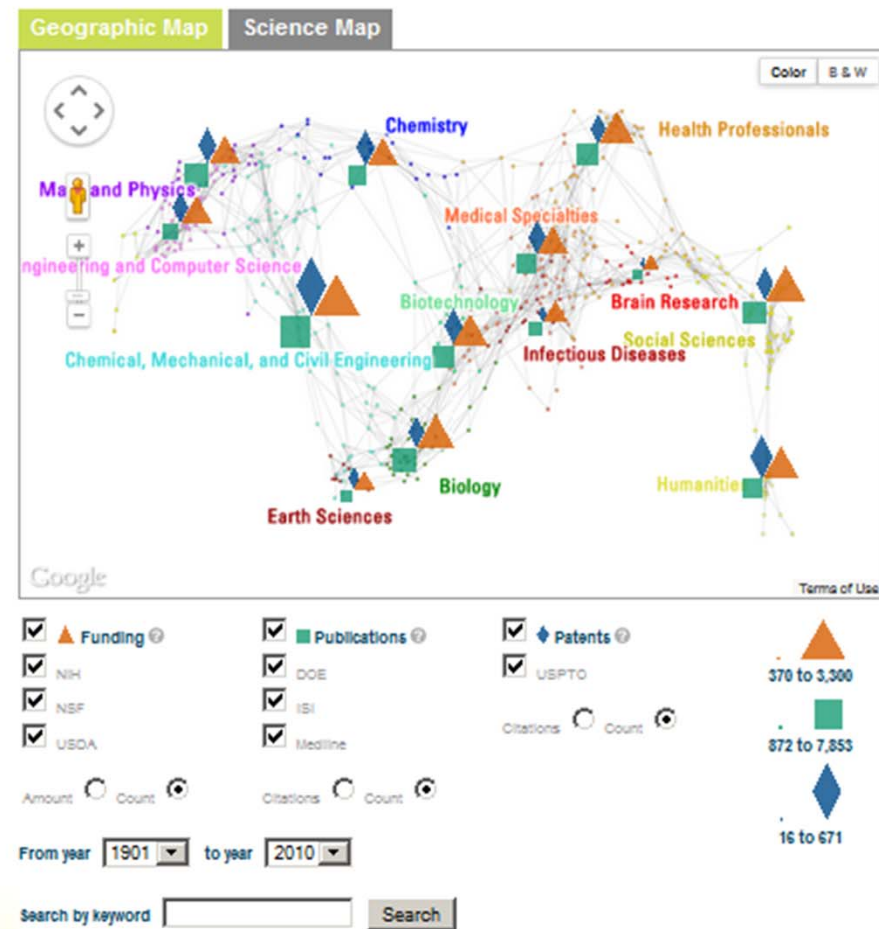 Geographic Map Science Map
Color B & W
Chemistry
Health Professionals
Ma and Physics
Medical Specialties
ngineering and Computer Science
Biotechnology
Brain Research
Social Sciences
Chemical, Mechanical, and Civil Engineering
Infectious Diseases
Biology
Humanitie
Earth Sciences
Google
Terms of Use
Funding ? Publications ? Patents ?
NIH DOE USPTO
370 to 3,300
NSF ISI
Citations Count
USDA Medline
872 to 7,853
Amount Count Citations Count
16 to 671
From year 1901 to year 2010
Search by keyword Search